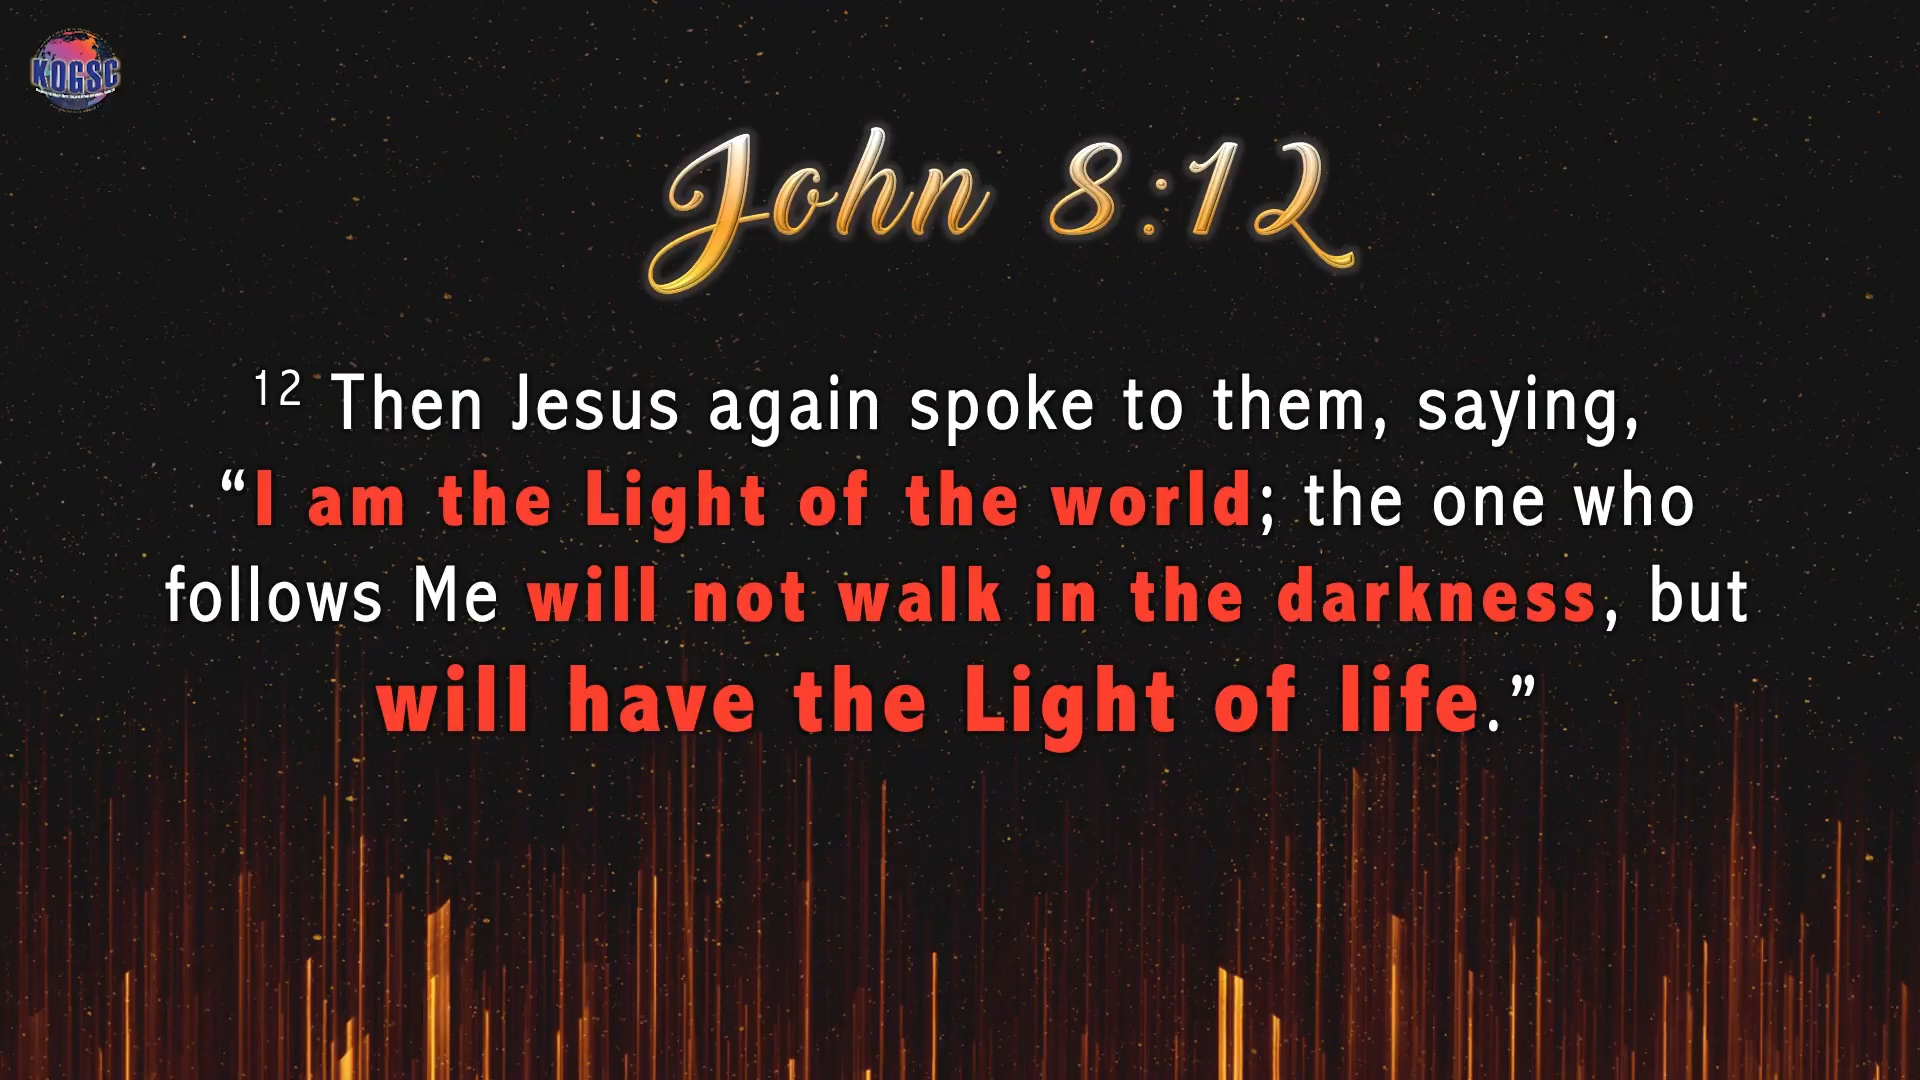 KOGSC
John 8:12
12 Then Jesus again spoke to them, saying,
“I am the Light of the world; the one who
follows Me will not walk in the darkness, but
will have the Light of life.”